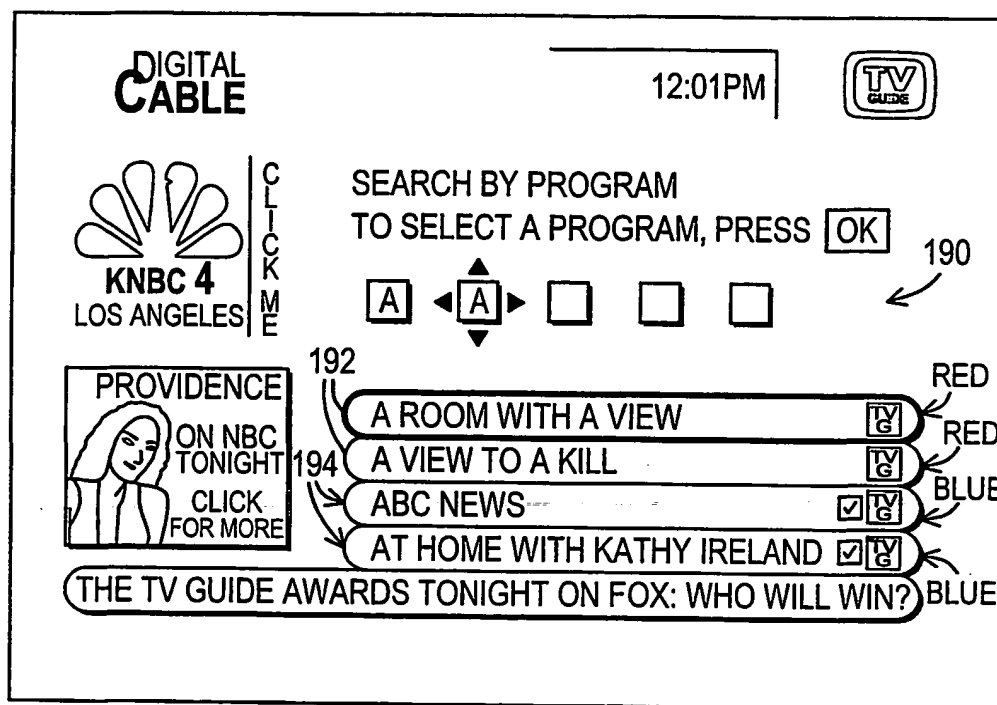 DIGITAL
CABLE
12:01PM
TV
GUIDE
CLICK ME
KNBC 4
LOS ANGELES
SEARCH BY PROGRAM
TO SELECT A PROGRAM, PRESS OK
A A
190
PROVIDENCE
ON NBC
TONIGHT
CLICK
FOR MORE
192
194
A ROOM WITH A VIEW TV G RED
A VIEW TO A KILL TV G RED
ABC NEWS TV G BLUE
AT HOME WITH KATHY IRELAND TV G BLUE
THE TV GUIDE AWARDS TONIGHT ON FOX: WHO WILL WIN?